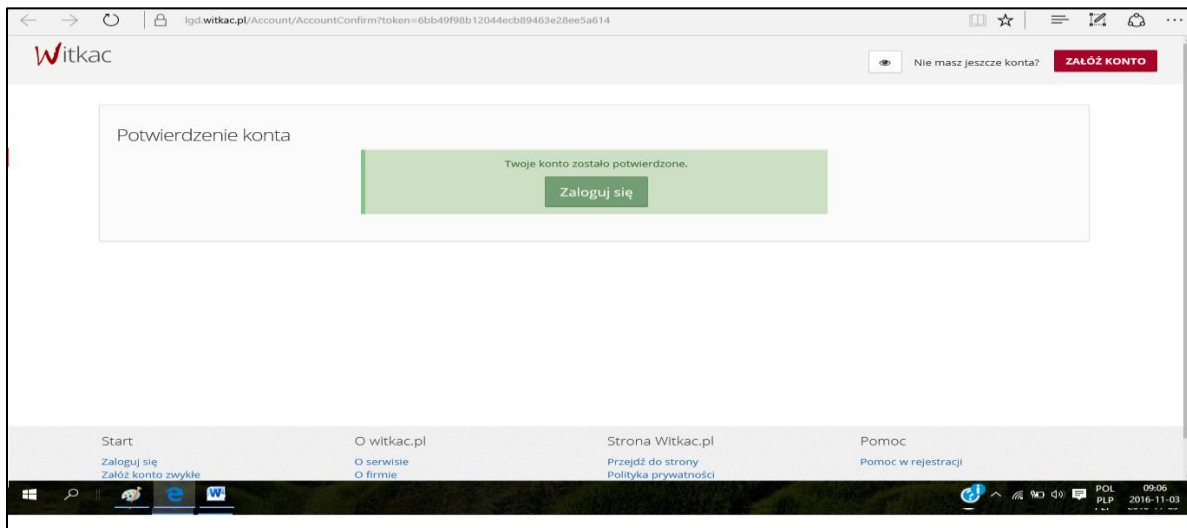 lgd.witkac.pl/Account/AccountConfirm?token=6bb49f98b12044ecb89463e28ee5a614
Witkac
Nie masz jeszcze konta?
ZAŁÓŻ KONTO
Potwierdzenie konta
Twoje konto zostało potwierdzone.
Zaloguj się
Start
O witkac.pl
Strona Witkac.pl
Pomoc
Zaloguj się
O serwisie
Przejdź do strony
Pomoc w rejestracji
Załóż konto zwykłe
O firmie
Polityka prywatności
POL
09:06
PLP
2016-11-03